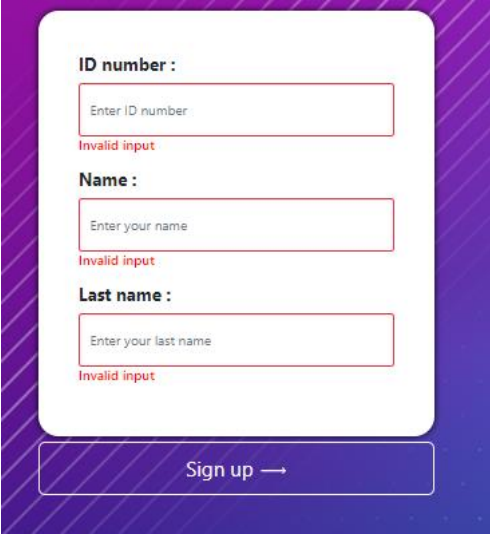 ID number :
Enter ID number
Invalid input
Name :
Enter your name
Invalid input
Last name :
Enter your last name
Invalid input
Sign up ⟶